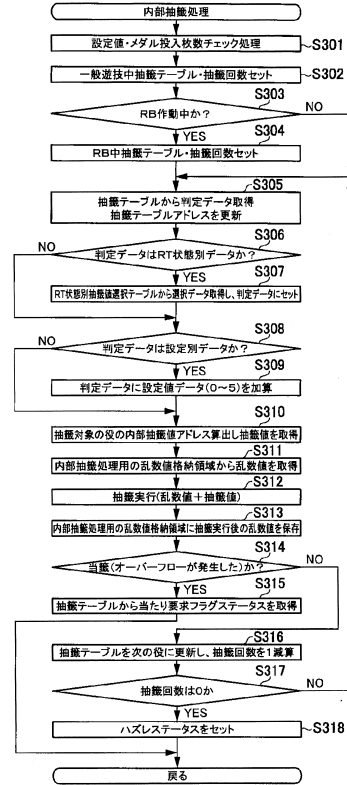 内部抽籤処理
設定値・メダル投入枚数チェック処理
S301
一般遊技中抽籤テーブル・抽籤回数セット
S302
S303
RB作動中か?
NO
YES
S304
RB中抽籤テーブル・抽籤回数セット
S305
抽籤テーブルから判定データ取得
抽籤テーブルアドレスを更新
S306
NO
判定データはRT状態別データか?
YES
S307
RT状態別抽籤値選択テーブルから選択データ取得し、判定データにセット
S308
NO
判定データは設定別データか?
YES
S309
判定データに設定値データ(0~5)を加算
S310
抽籤対象の役の内部抽籤値アドレス算出し抽籤値を取得
S311
内部抽籤処理用の乱数値格納領域から乱数値を取得
S312
抽籤実行(乱数値+抽籤値)
S313
内部抽籤処理用の乱数値格納領域に抽籤実行後の乱数値を保存
S314
当籤(オーバーフローが発生した)か?
NO
YES
S315
抽籤テーブルから当たり要求フラグステータスを取得
S316
抽籤テーブルを次の役に更新し、抽籤回数を1減算
S317
抽籤回数は0か
NO
YES
ハズレステータスをセット
S318
戻る